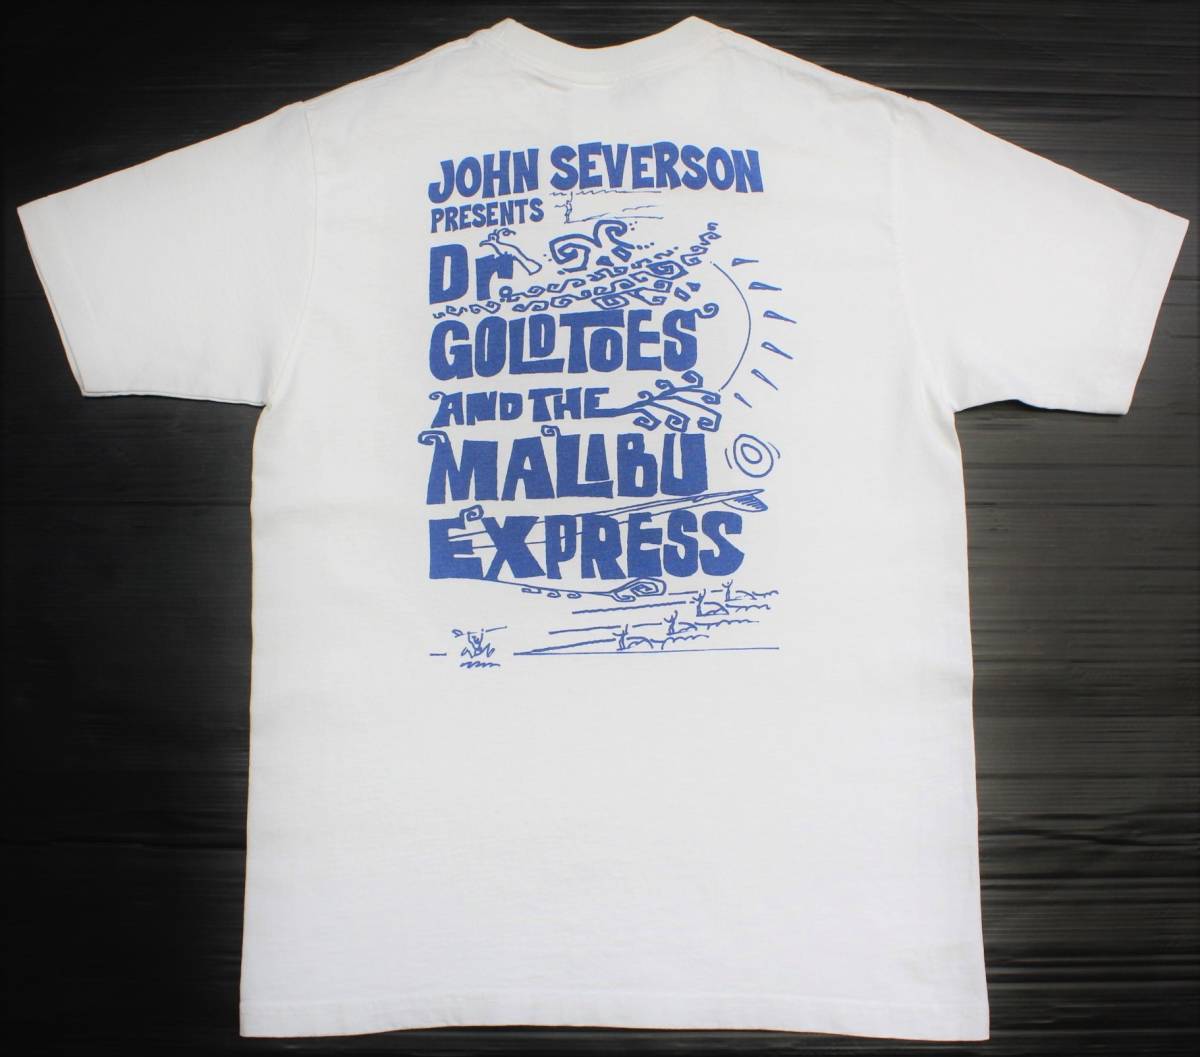 JOHN SEVERSON
PRESENTS
Dr
GOLDTOES
AND THE
MALIBU
EXPRESS